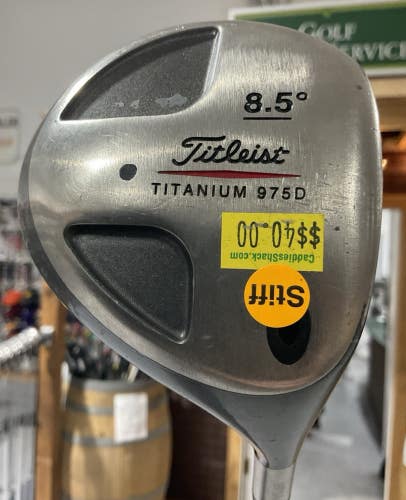 GOLF
SERVICE
8.5°
Titleist
TITANIUM 975D
$$40.00
CaddiesShack.com
Stiff